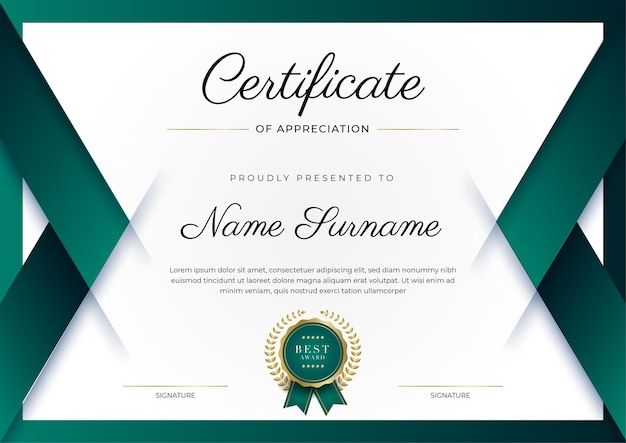 Certificate
OF APPRECIATION
PROUDLY PRESENTED TO
Name Surname
Lorem ipsum dolor sit amet, consectetuer adipiscing elit, sed diam
nonummy nibh euismod tincidunt ut laoreet dolore magna aliquam erat
volutpat. Ut wisi enim ad minim veniam, quis nostrud exerci tation
ullamcorper
BEST
AWARD
SIGNATURE
SIGNATURE